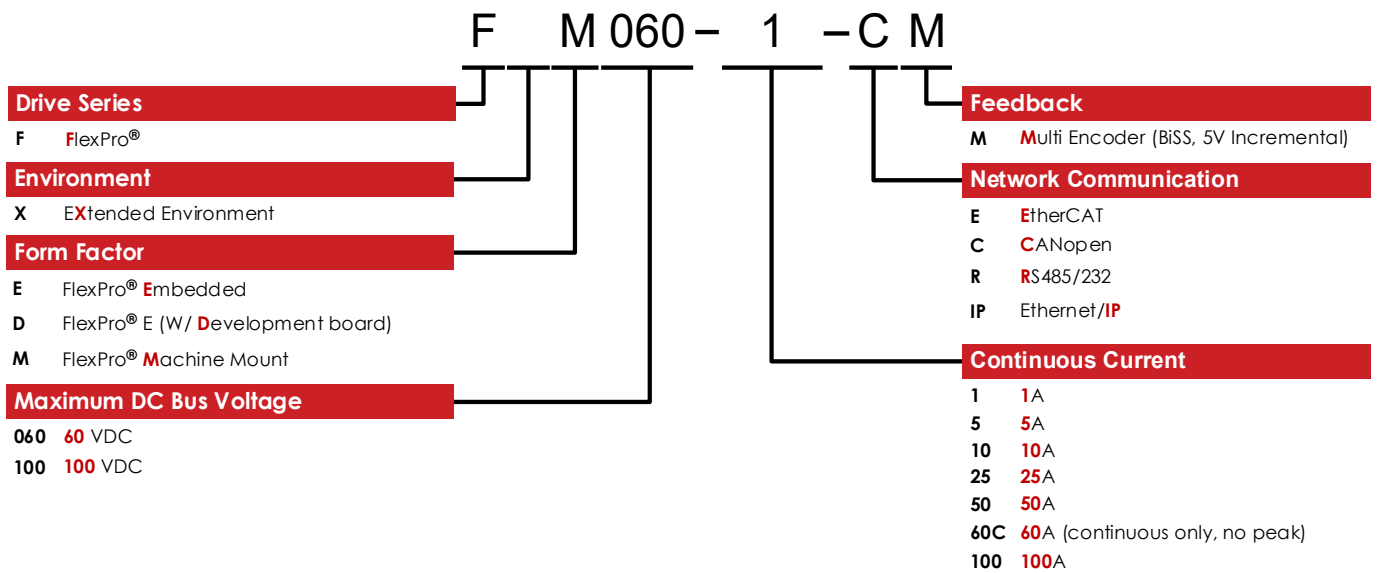 F M 060 – 1 – C M
Drive Series
F FlexPro®
Environment
X EXtended Environment
Form Factor
E FlexPro® Embedded
D FlexPro® E (W/ Development board)
M FlexPro® Machine Mount
Maximum DC Bus Voltage
060 60 VDC
100 100 VDC
Feedback
M Multi Encoder (BiSS, 5V Incremental)
Network Communication
E EtherCAT
C CANopen
R RS485/232
IP Ethernet/IP
Continuous Current
1 1A
5 5A
10 10A
25 25A
50 50A
60C 60A (continuous only, no peak)
100 100A